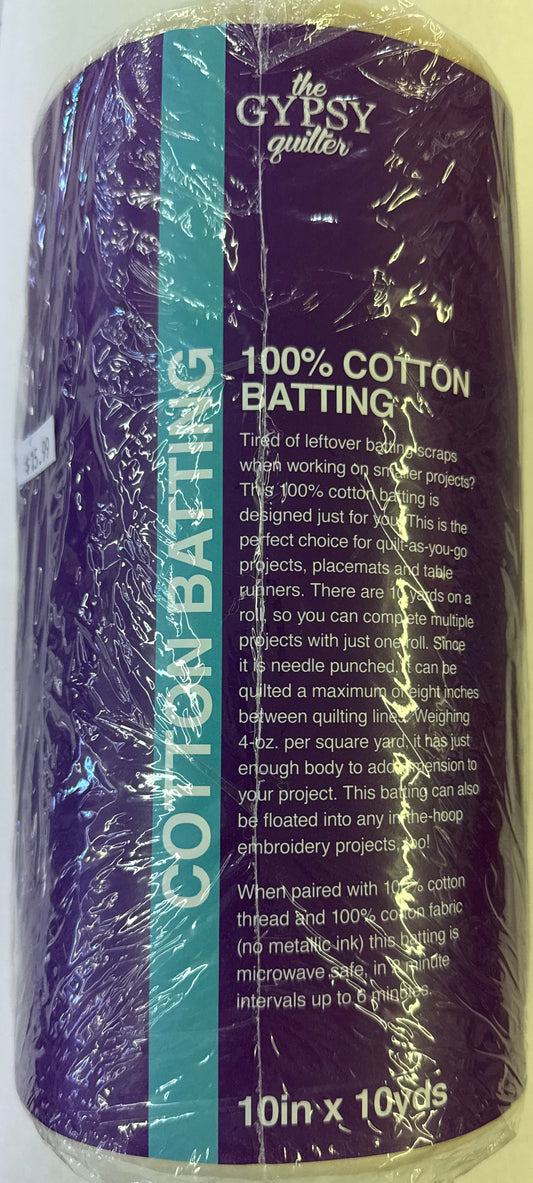 the
GYPSY
quilter
COTTON BATTING
$15.99
100% COTTON
BATTING
Tired of leftover batting scraps
when working on smaller projects?
This 100% cotton batting is
designed just for you! This is the
perfect choice for quilt-as-you-go
projects, placemats and table
runners. There are 10 yards on a
roll, so you can complete multiple
projects with just one roll. Since
it is needle punched, it can be
quilted a maximum of eight inches
between quilting lines. Weighing
4-oz. per square yard, it has just
enough body to add dimension to
your project. This batting can also
be floated into any in-the-hoop
embroidery projects, too!
When paired with 100% cotton
thread and 100% cotton fabric
(no metallic ink) this batting is
microwave safe, in 2 minute
intervals up to 6 minutes.
10in x 10yds